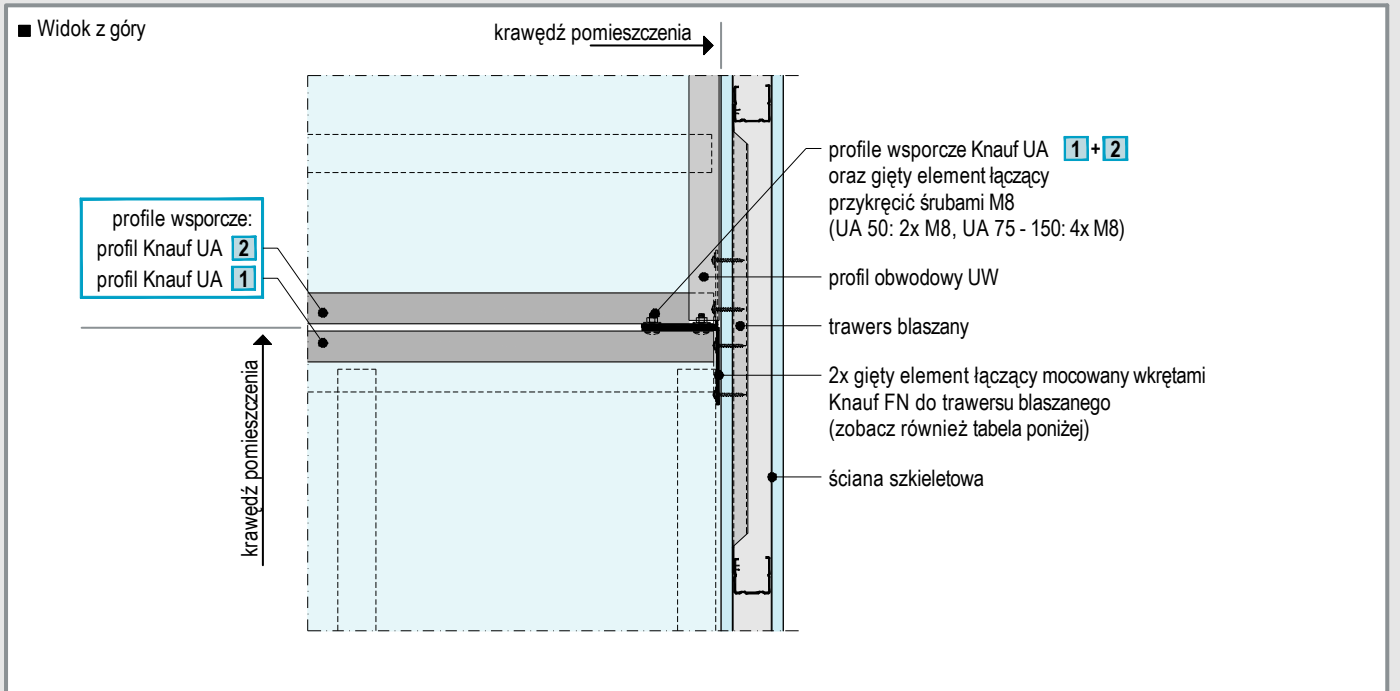 Widok z góry
krawędź pomieszczenia
profile wsporcze:
profil Knauf UA 2
profil Knauf UA 1
krawędź pomieszczenia
profile wsporcze Knauf UA 1 + 2
oraz gięty element łączący
przykręcić śrubami M8
(UA 50: 2x M8, UA 75 - 150: 4x M8)
profil obwodowy UW
trawers blaszany
2x gięty element łączący mocowany wkrętami
Knauf FN do trawersu blaszanego
(zobacz również tabela poniżej)
ściana szkieletowa